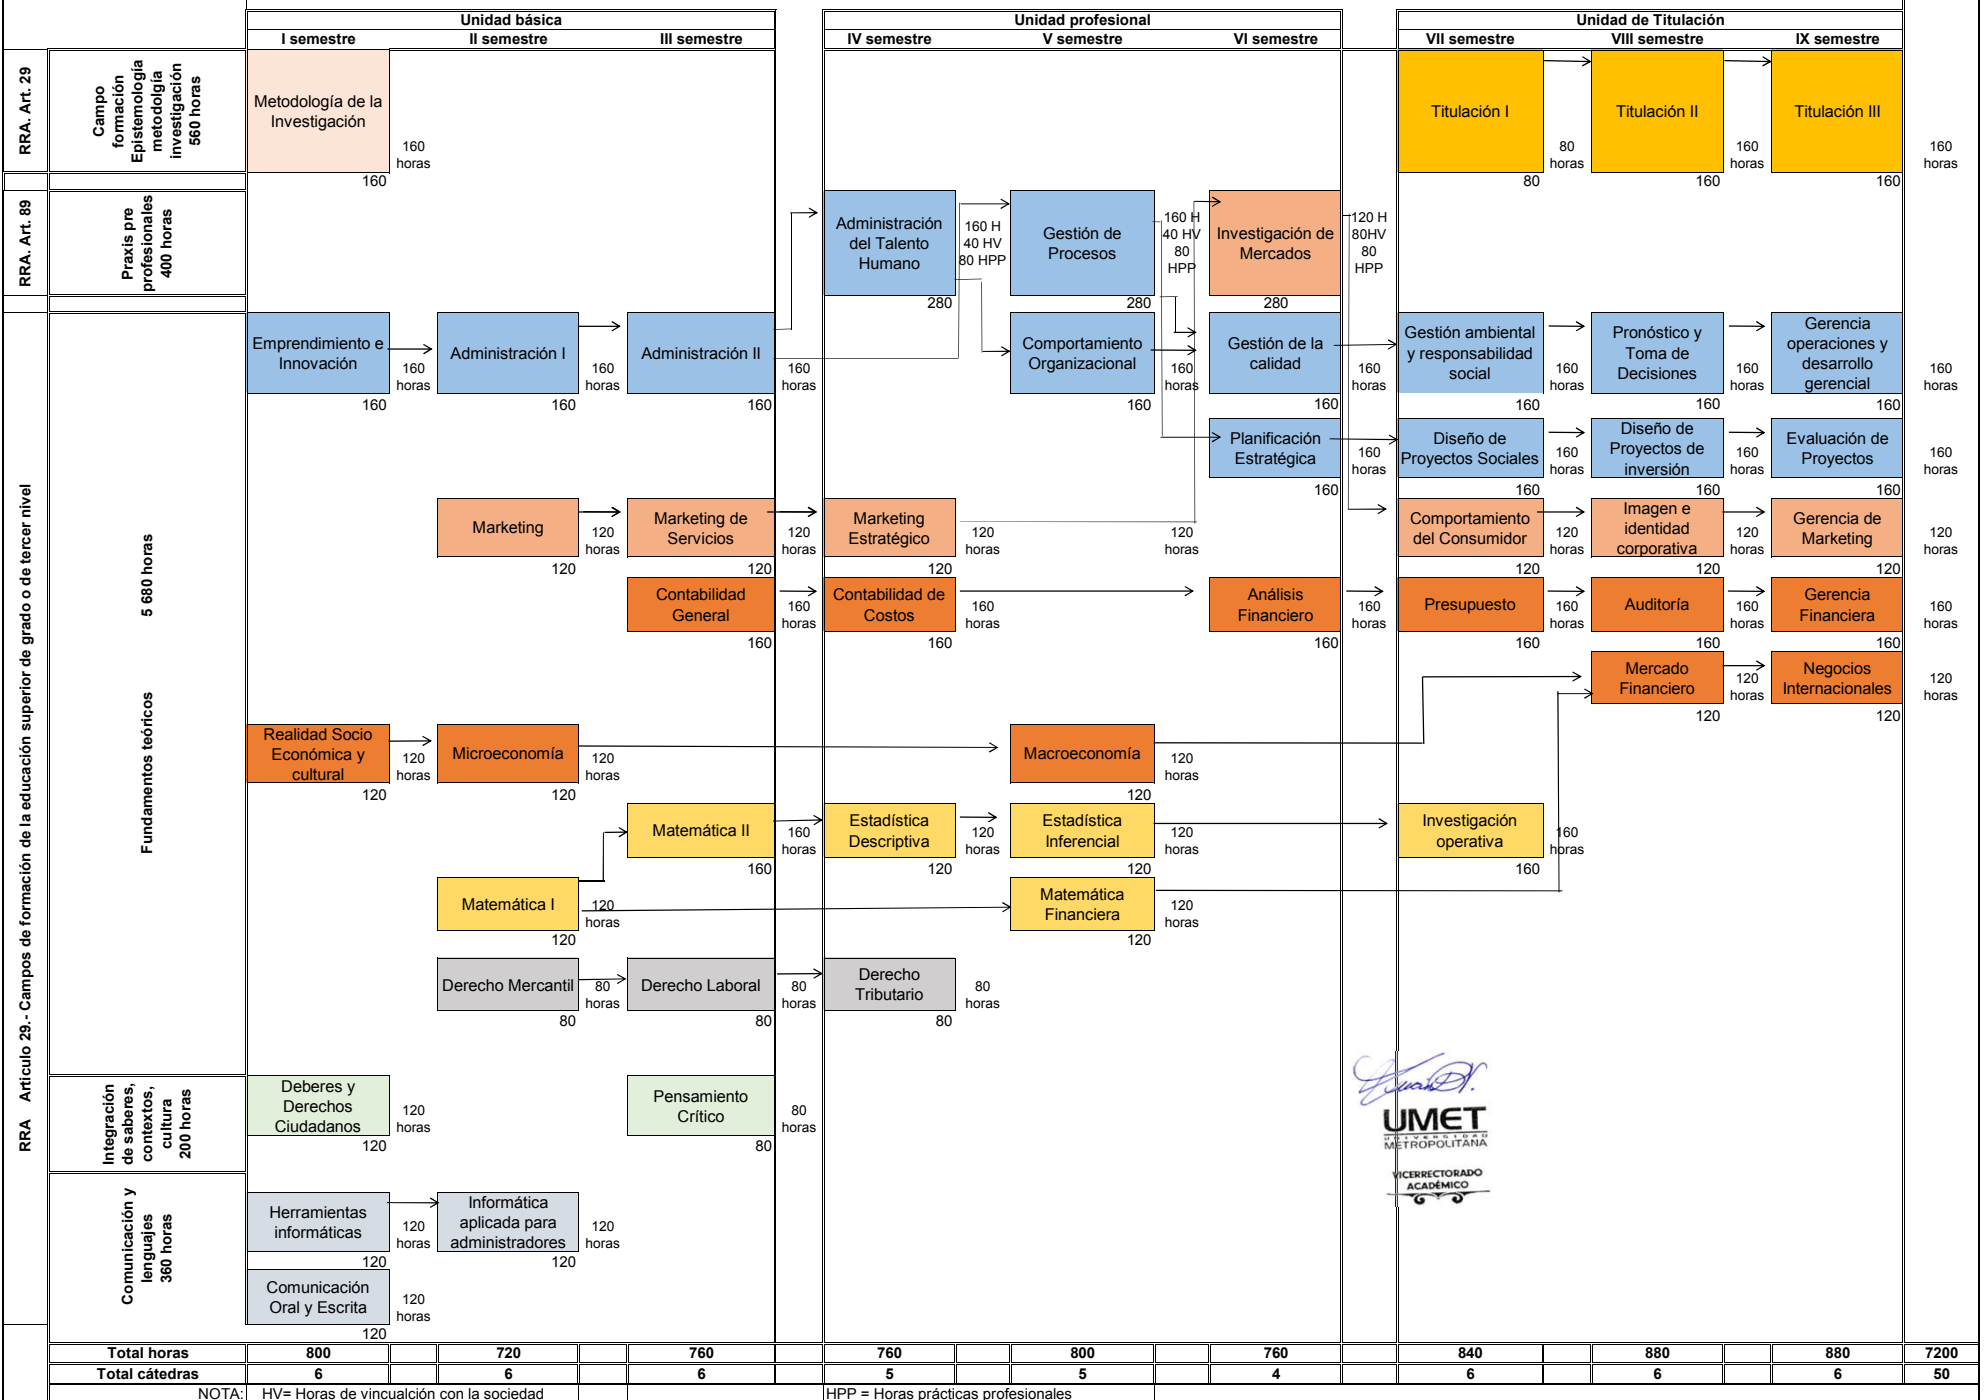 Unidad básica
Unidad profesional
Unidad de Titulación
I semestre
II semestre
III semestre
IV semestre
V semestre
VI semestre
VII semestre
VIII semestre
IX semestre
RRA. Art. 29
Campo
formación
Epistemología
metodolgía
investigación
560 horas
Metodología de la
Investigación
160
horas
160
Titulación I
80
horas
80
Titulación II
160
horas
160
Titulación III
160
horas
160
RRA. Art. 89
Praxis pre
profesionales
400 horas
Administración
del Talento
Humano
160 H
40 HV
80 HPP
280
Gestión de
Procesos
160 H
40 HV
80
HPP
280
Investigación de
Mercados
120 H
80HV
80
HPP
280
RRA Articulo 29.- Campos de formación de la educación superior de grado o de tercer nivel
Fundamentos teóricos 5 680 horas
Emprendimiento e
Innovación
160
horas
160
Administración I
160
horas
160
Administración II
160
horas
160
Comportamiento
Organizacional
160
horas
160
Gestión de la
calidad
160
horas
160
Gestión ambiental
y responsabilidad
social
160
horas
160
Pronóstico y
Toma de
Decisiones
160
horas
160
Gerencia
operaciones y
desarrollo
gerencial
160
horas
160
Planificación
Estratégica
160
horas
160
Diseño de
Proyectos Sociales
160
horas
160
Diseño de
Proyectos de
inversión
160
horas
160
Evaluación de
Proyectos
160
horas
160
Marketing
120
horas
120
Marketing de
Servicios
120
horas
120
Marketing
Estratégico
120
horas
120
120
horas
Comportamiento
del Consumidor
120
horas
120
Imagen e
identidad
corporativa
120
horas
120
Gerencia de
Marketing
120
horas
120
Contabilidad
General
160
horas
160
Contabilidad de
Costos
160
horas
160
Análisis
Financiero
160
horas
160
Presupuesto
160
horas
160
Auditoría
160
horas
160
Gerencia
Financiera
160
horas
160
Mercado
Financiero
120
horas
120
Negocios
Internacionales
120
horas
120
Realidad Socio
Económica y
cultural
120
horas
120
Microeconomía
120
horas
120
Macroeconomía
120
horas
120
Matemática II
160
horas
160
Estadística
Descriptiva
120
horas
120
Estadística
Inferencial
120
horas
120
Investigación
operativa
160
horas
160
Matemática I
120
horas
120
Matemática
Financiera
120
horas
120
Derecho Mercantil
80
horas
80
Derecho Laboral
80
horas
80
Derecho
Tributario
80
horas
80
Integración
de saberes,
contextos,
cultura
200 horas
Deberes y
Derechos
Ciudadanos
120
horas
120
Pensamiento
Crítico
80
horas
80
UMET
UNIVERSIDAD
METROPOLITANA
VICERRECTORADO
ACADÉMICO
Comunicación y
lenguajes
360 horas
Herramientas
informáticas
120
horas
120
Informática
aplicada para
administradores
120
horas
120
Comunicación
Oral y Escrita
120
horas
120
Total horas 800 720 760 760 800 760 840 880 880 7200
Total cátedras 6 6 6 5 5 4 6 6 6 50
NOTA: HV= Horas de vincualción con la sociedad HPP = Horas prácticas profesionales